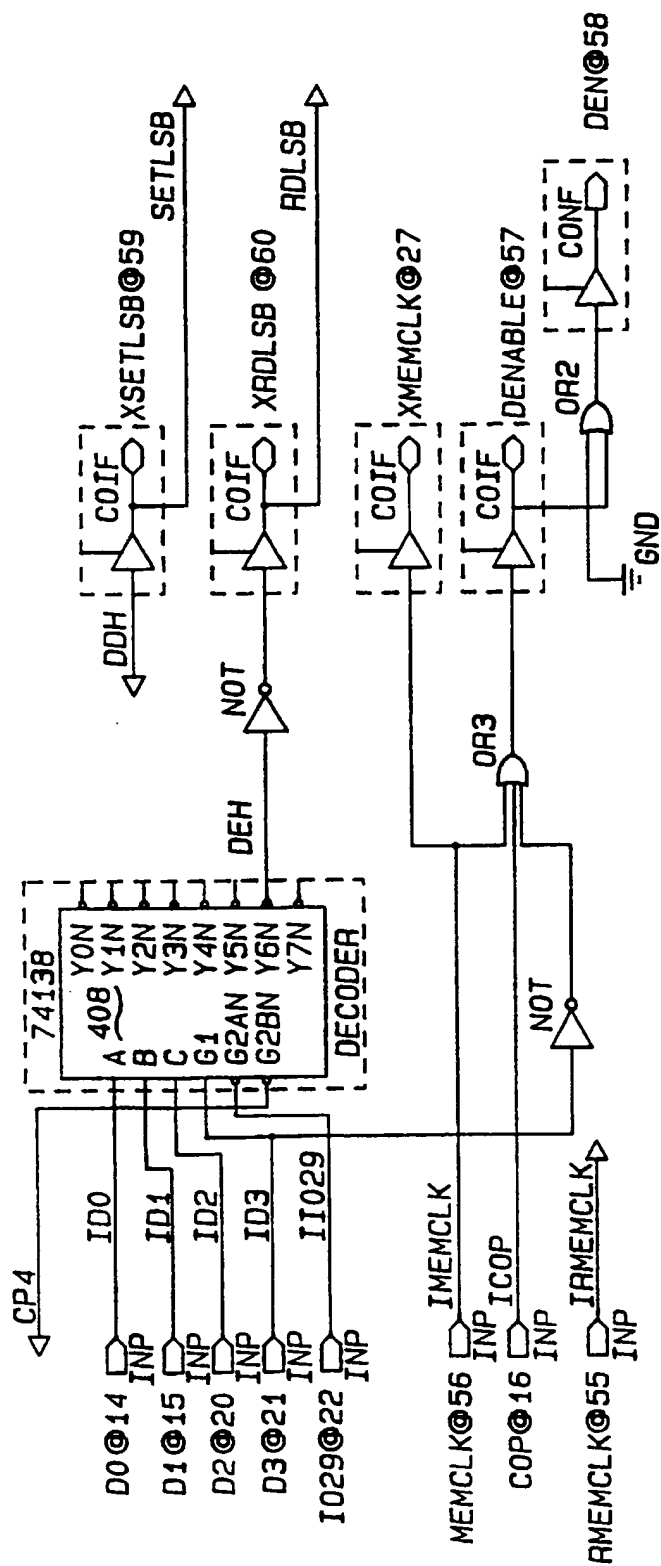 CP4
74138
D0@14
INP
ID0
A
408
Y0N
Y1N
D1@15
INP
ID1
B
Y2N
D2@20
INP
ID2
C
Y3N
D3@21
INP
ID3
G1
Y4N
IO29@22
INP
IIO29
G2AN
Y5N
G2BN
Y6N
Y7N
DECODER
DEH
NOT
DDH
COIF
XSETLSB@59
SETLSB
COIF
XRDLSB @60
RDLSB
MEMCLK@56
INP
IMEMCLK
COIF
XMEMCLK@27
COP@16
INP
ICOP
OR3
COIF
DENABLE@57
RMEMCLK@55
INP
IRMEMCLK
NOT
GND
OR2
CONF
DEN@58